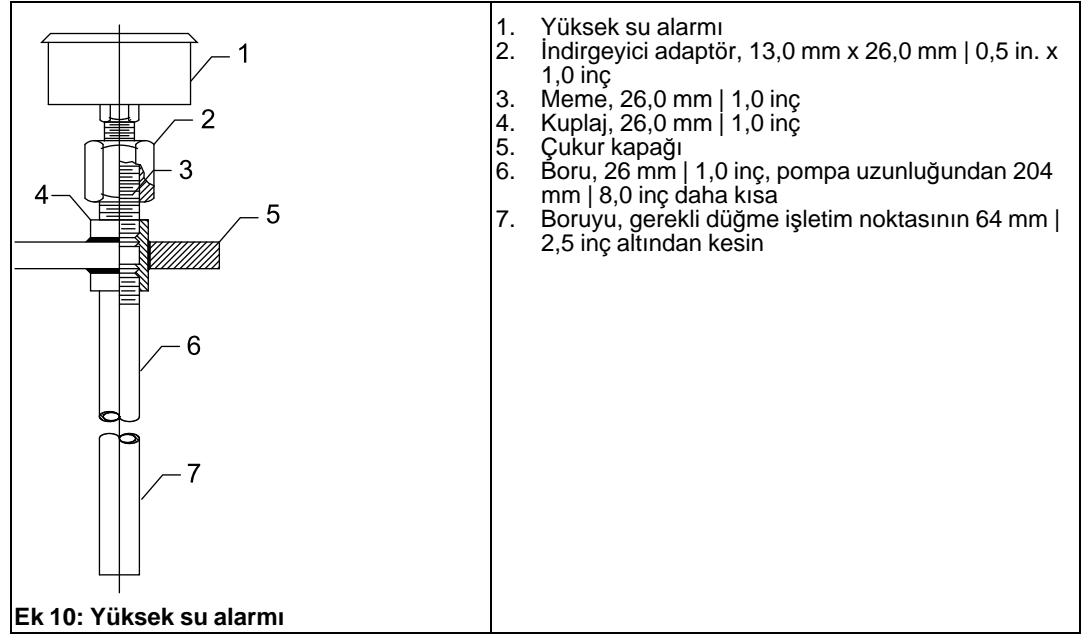 1
2
3
4
5
6
7
Ek 10: Yüksek su alarmı
1. Yüksek su alarmı
2. İndirgeyici adaptör, 13,0 mm x 26,0 mm | 0,5 in. x
1,0 inç
3. Meme, 26,0 mm | 1,0 inç
4. Kuplaj, 26,0 mm | 1,0 inç
5. Çukur kapağı
6. Boru, 26 mm | 1,0 inç, pompa uzunluğundan 204
mm | 8,0 inç daha kısa
7. Boruyu, gerekli düğme işletim noktasının 64 mm |
2,5 inç altından kesin